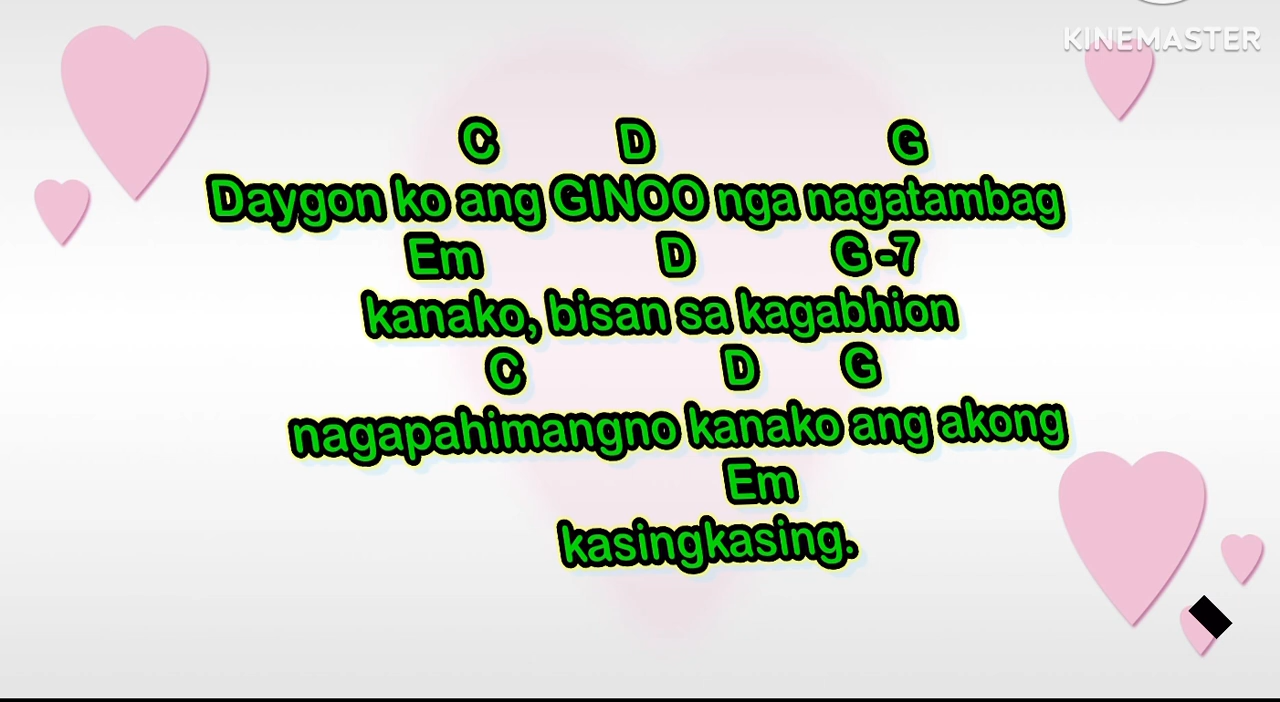 KINEMASTER
C D G
Daygon ko ang GINOO nga nagatambag
Em D G -7
kanako, bisan sa kagabhion
C D G
nagapahimangno kanako ang akong
Em
kasingkasing.